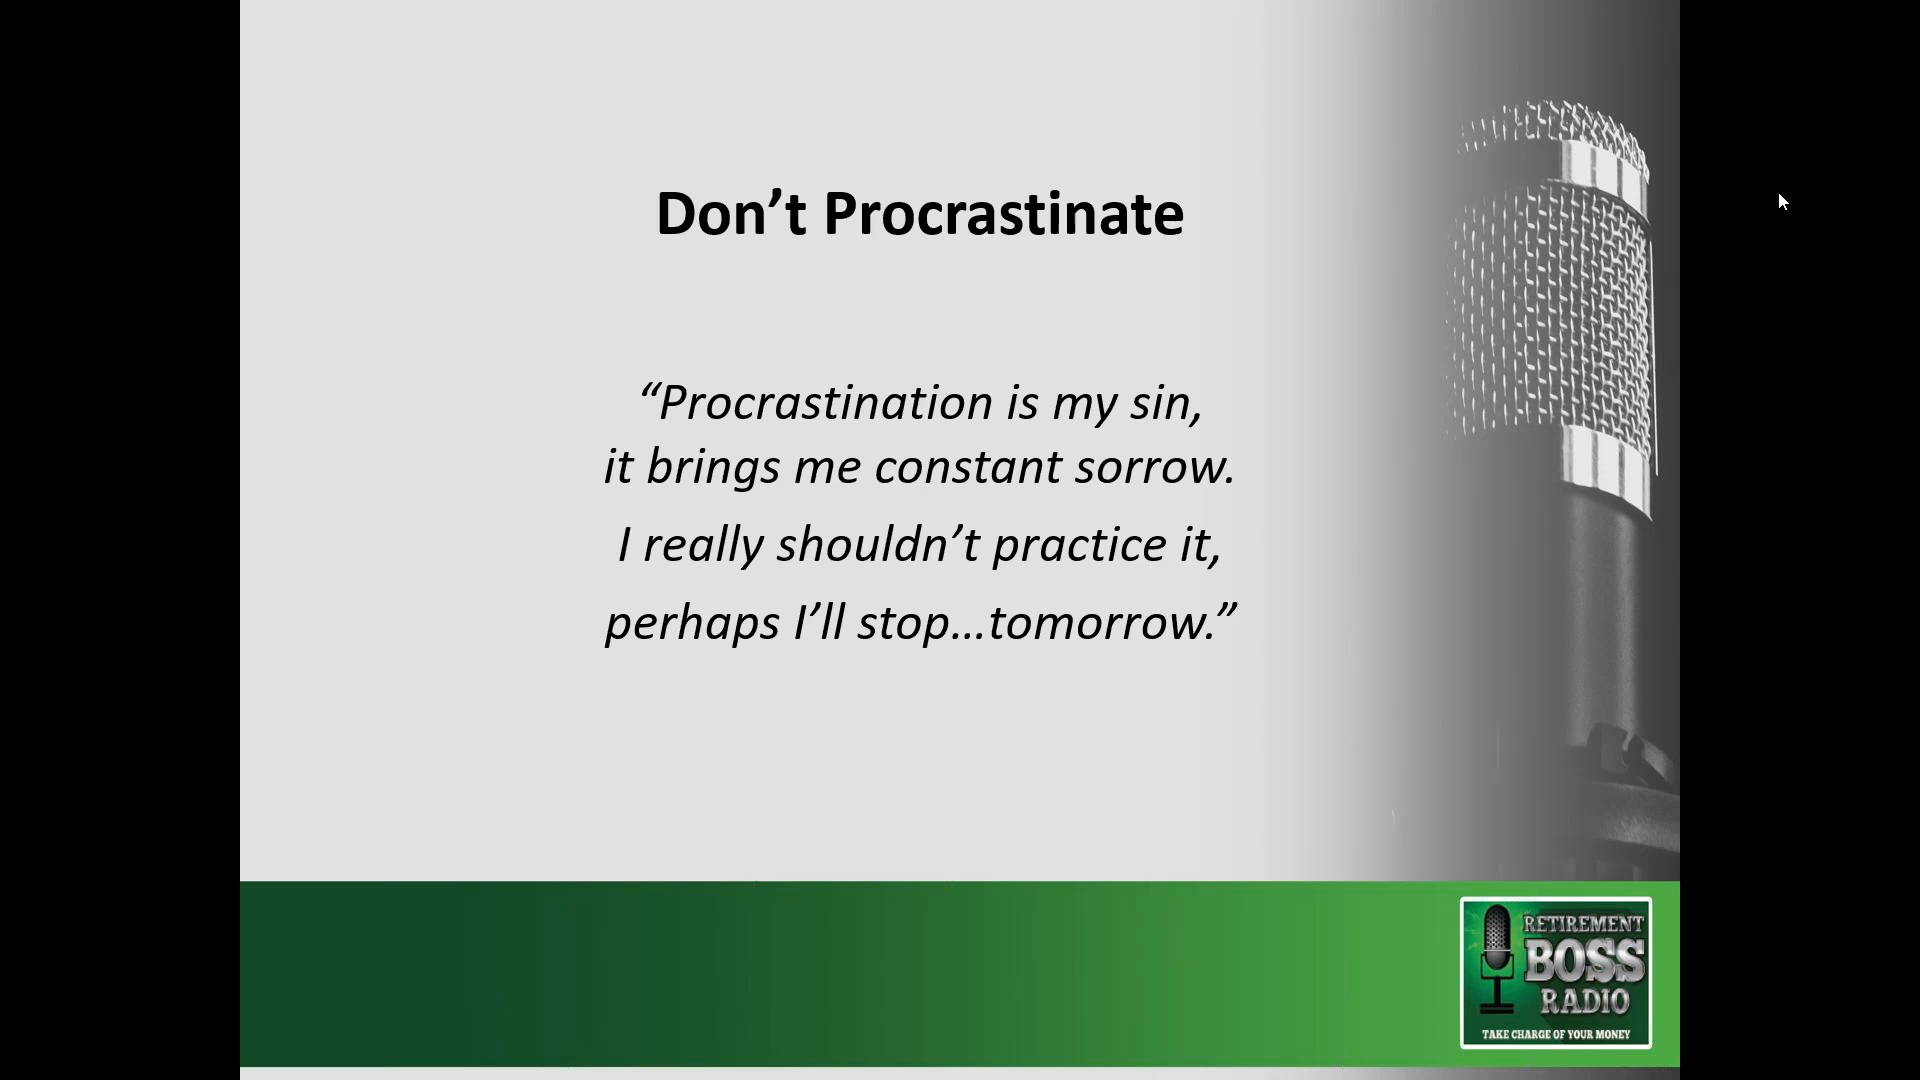 Don’t Procrastinate
“Procrastination is my sin,
it brings me constant sorrow.
I really shouldn’t practice it,
perhaps I’ll stop…tomorrow.”
RETIREMENT
BOSS
RADIO
TAKE CHARGE OF YOUR MONEY